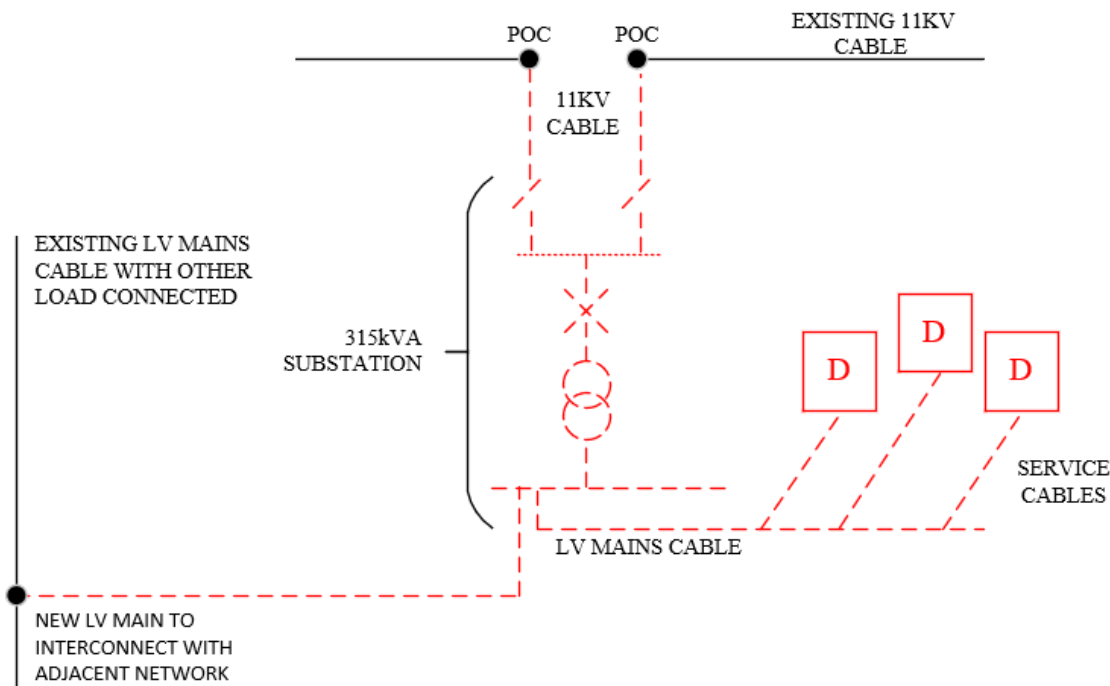 POC
POC
EXISTING 11KV
CABLE
11KV
CABLE
EXISTING LV MAINS
CABLE WITH OTHER
LOAD CONNECTED
315kVA
SUBSTATION
D
D
D
SERVICE
CABLES
LV MAINS CABLE
NEW LV MAIN TO
INTERCONNECT WITH
ADJACENT NETWORK